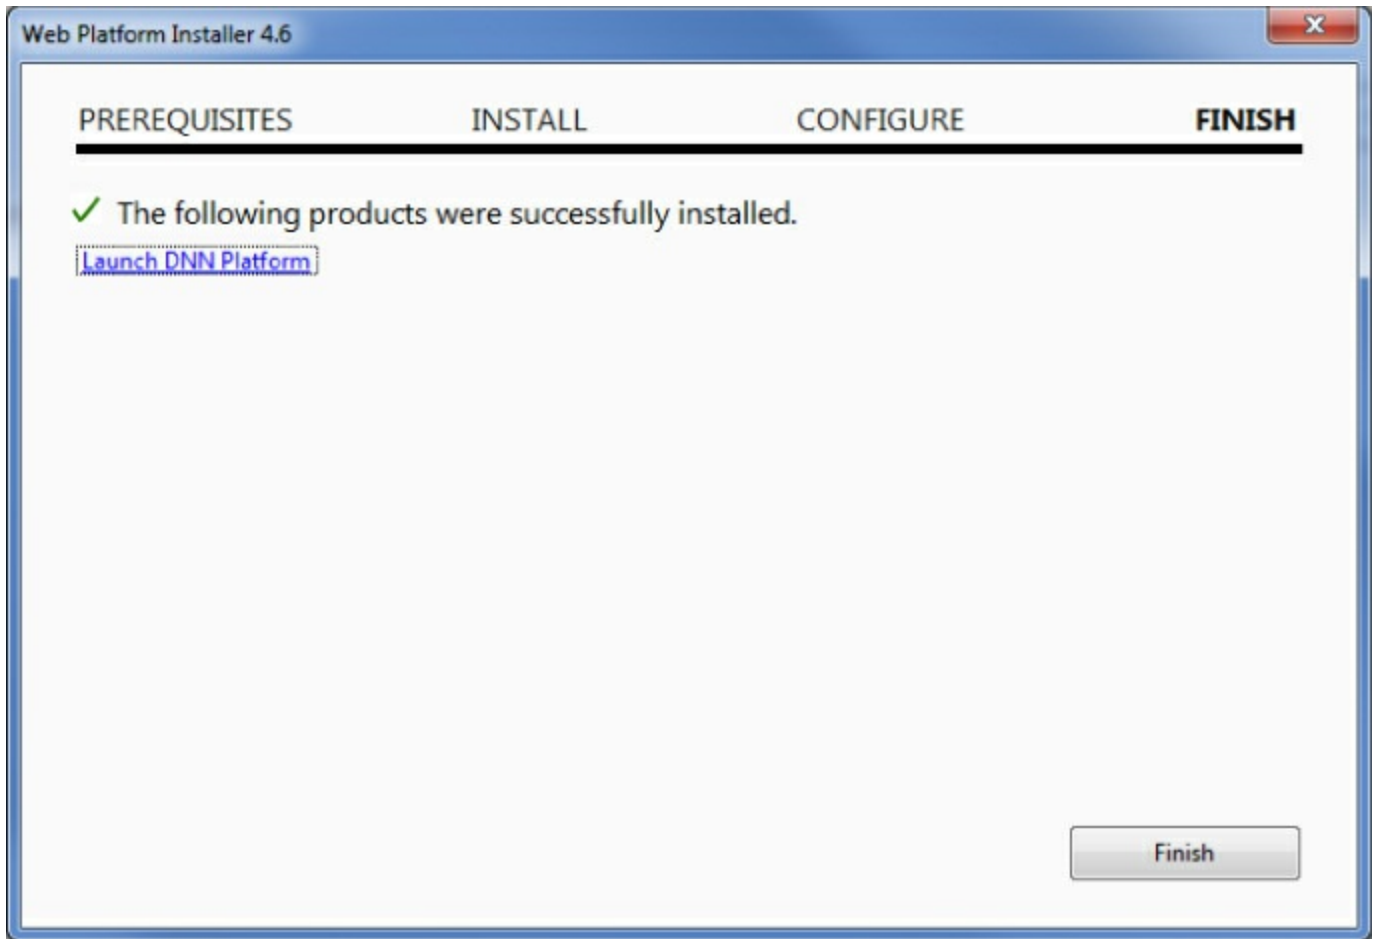 Web Platform Installer 4.6
PREREQUISITES INSTALL CONFIGURE FINISH
The following products were successfully installed.
Launch DNN Platform
Finish